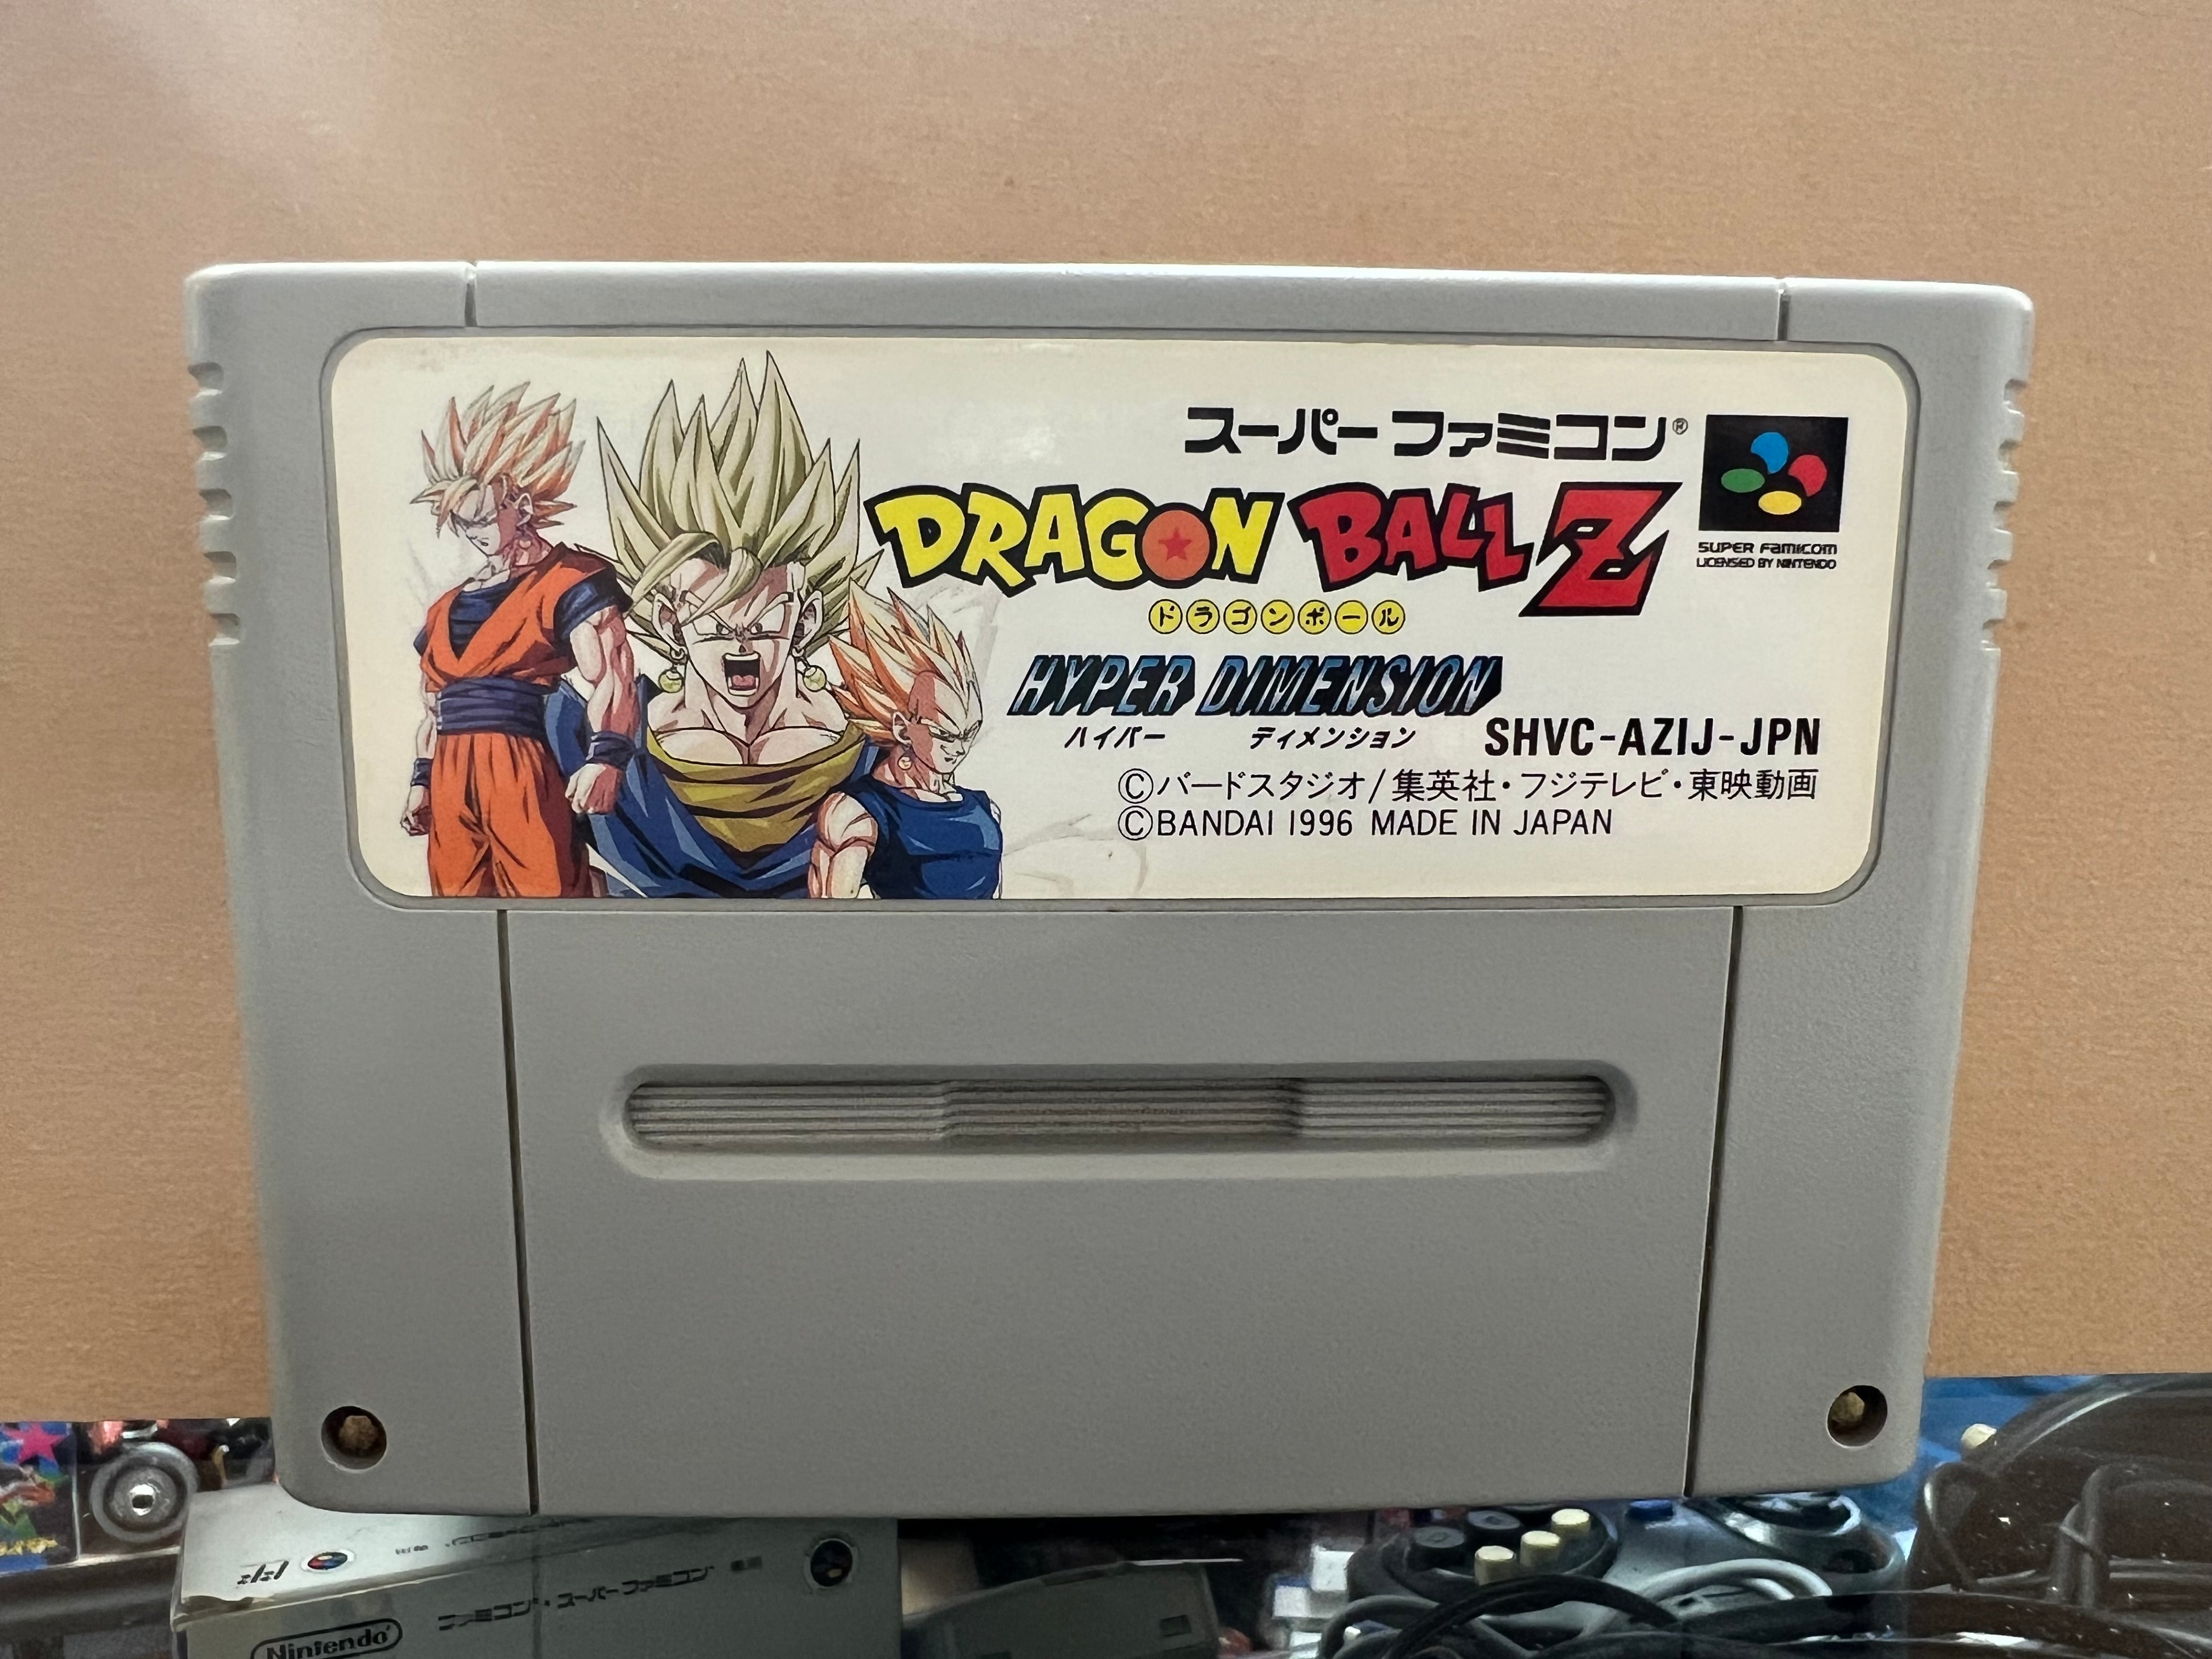 スーパーファミコン®
DRAGON BALL Z
SUPER FAMICOM
LICENSED BY NINTENDO
ドラゴンボール
HYPER DIMENSION
ハイパー ディメンション
SHVC-AZIJ-JPN
Ⓒバードスタジオ/集英社・フジテレビ・東映動画
ⒸBANDAI 1996 MADE IN JAPAN
ファミコン・スーパーファミコン
Nintendo